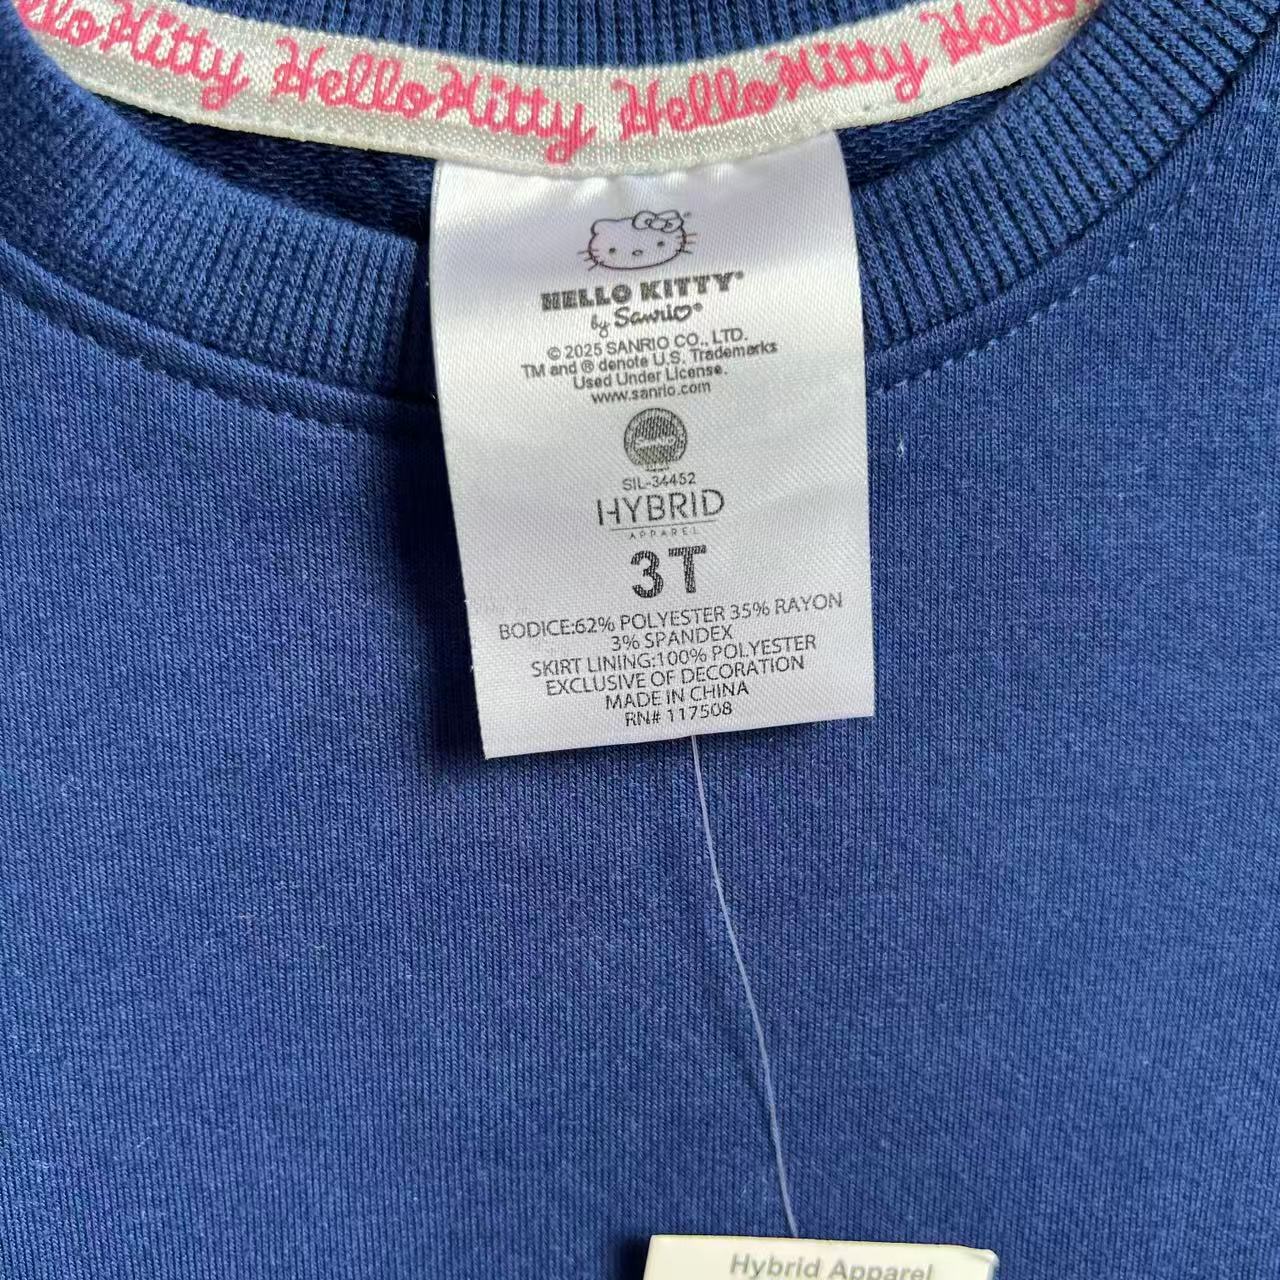 lloKitty HelloKitty HelloKitty Hello
HELLO KITTY®
by Sanrio®
© 2025 SANRIO CO., LTD.
TM and ® denote U.S. Trademarks
Used Under License.
www.sanrio.com
SIL-34452
HYBRID
APPAREL
3T
BODICE:62% POLYESTER 35% RAYON
3% SPANDEX
SKIRT LINING:100% POLYESTER
EXCLUSIVE OF DECORATION
MADE IN CHINA
RN# 117508
Hybrid Apparel